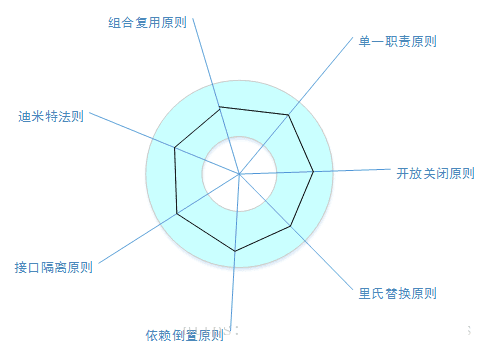 组合复用原则
单一职责原则
迪米特法则
开放关闭原则
接口隔离原则
里氏替换原则
依赖倒置原则